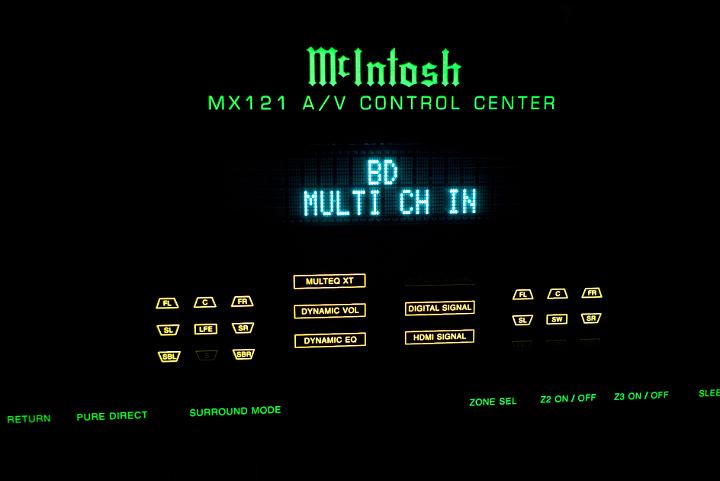 McIntosh
MX121 A/V CONTROL CENTER
BD
MULTI CH IN
MULTEQ XT
FL C FR
DYNAMIC VOL
DIGITAL SIGNAL
FL C FR
SL LFE SR
DYNAMIC EQ
HDMI SIGNAL
SL SW SR
SBL S SBR
RETURN PURE DIRECT SURROUND MODE
ZONE SEL Z2 ON / OFF Z3 ON / OFF SLEE